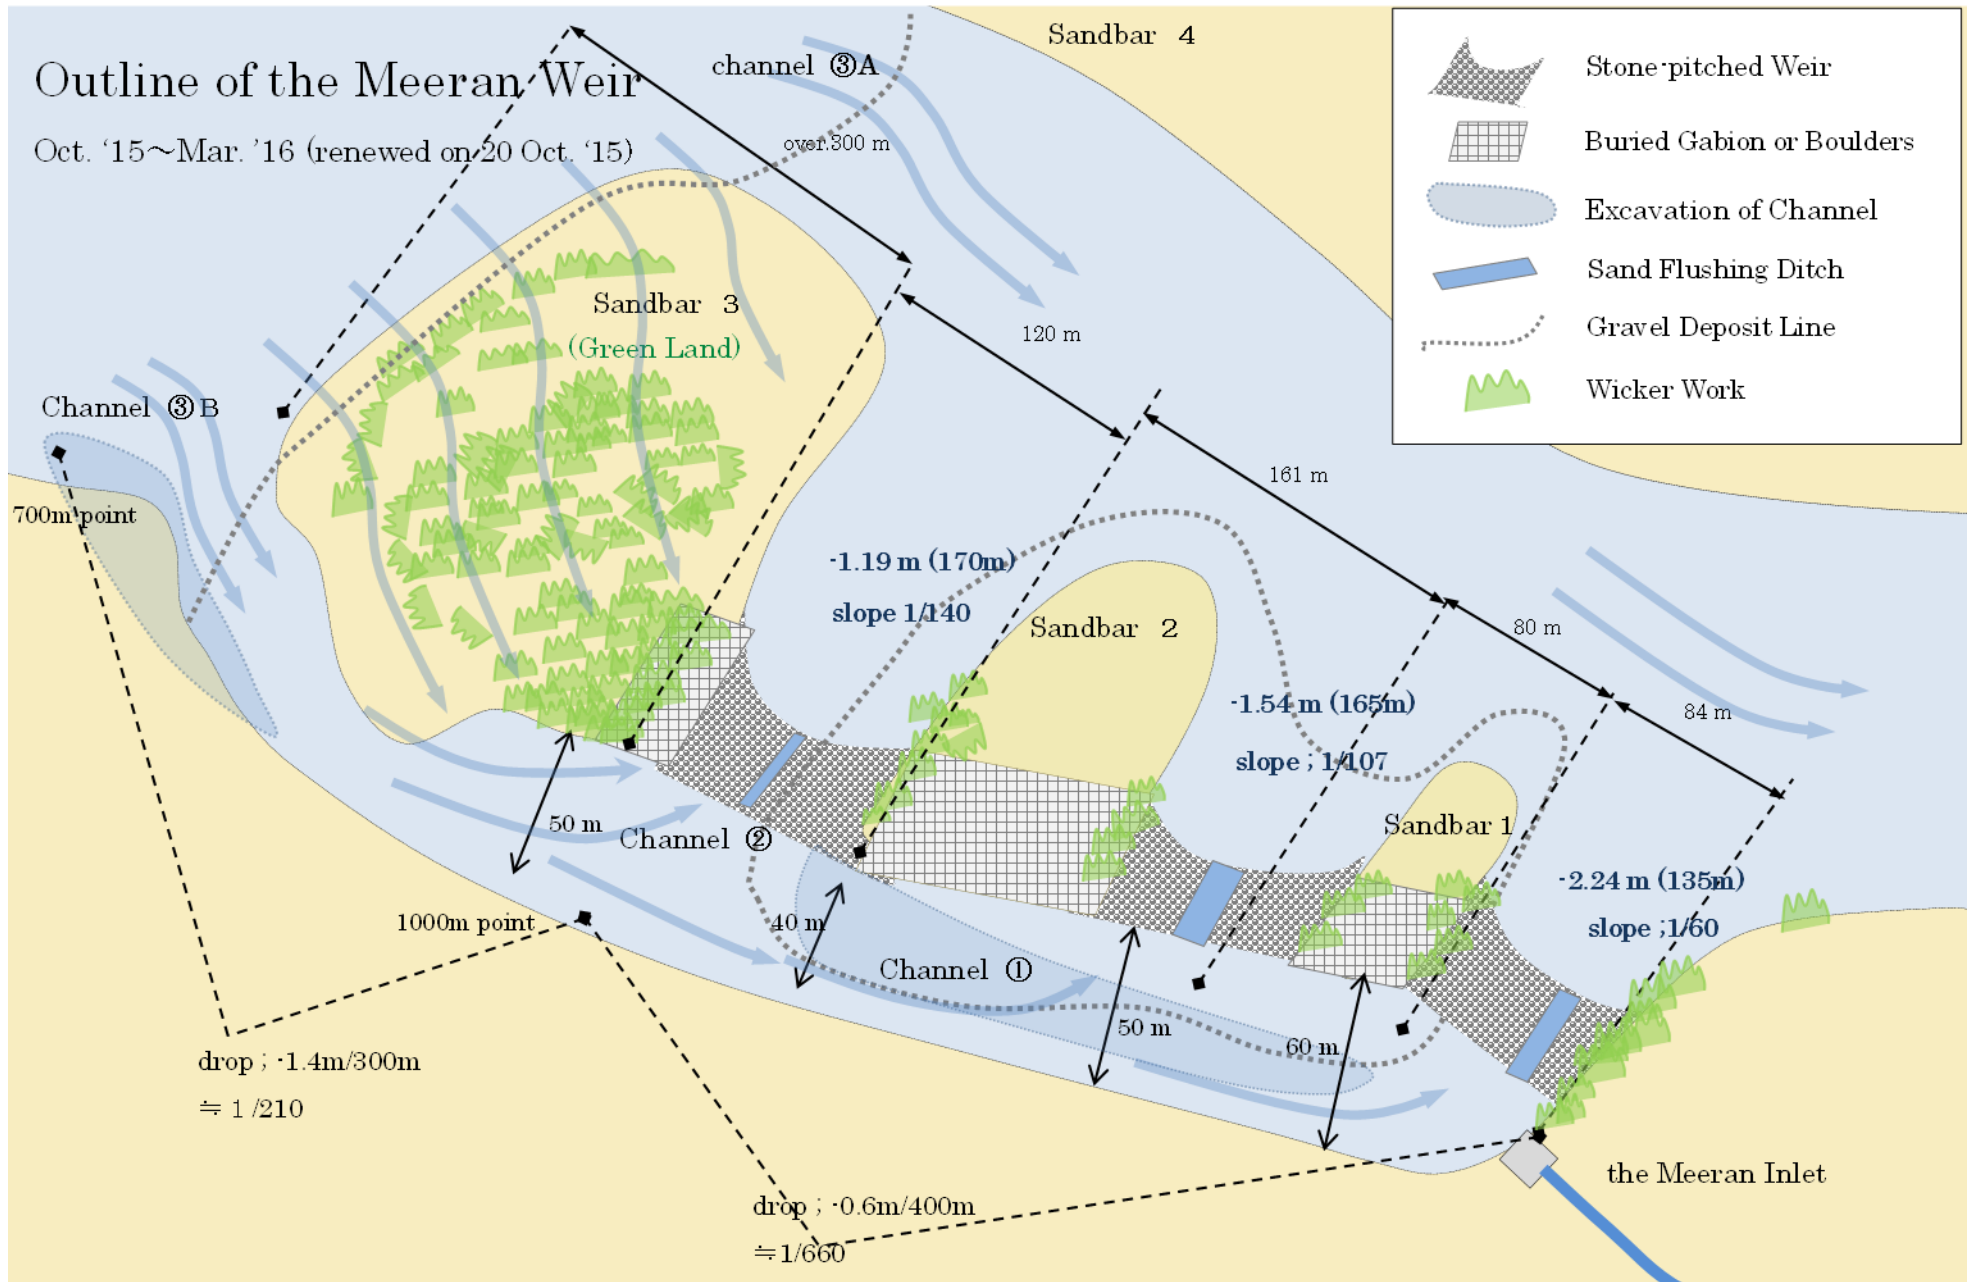 Outline of the Meeran Weir
Oct. ‘15～Mar. ’16 (renewed on 20 Oct. ‘15)
channel ③A
Sandbar 4
over.300 m
Stone-pitched Weir
Buried Gabion or Boulders
Excavation of Channel
Sand Flushing Ditch
Gravel Deposit Line
Wicker Work
Sandbar 3
(Green Land)
120 m
Channel ③B
161 m
700m point
-1.19 m (170m)
slope 1/140
Sandbar 2
80 m
-1.54 m (165m)
slope ; 1/107
84 m
50 m
Channel ②
Sandbar 1
-2.24 m (135m)
slope ;1/60
1000m point
40 m
Channel ①
50 m
60 m
drop ; -1.4m/300m
≒ 1 /210
the Meeran Inlet
drop ; -0.6m/400m
≒1/660